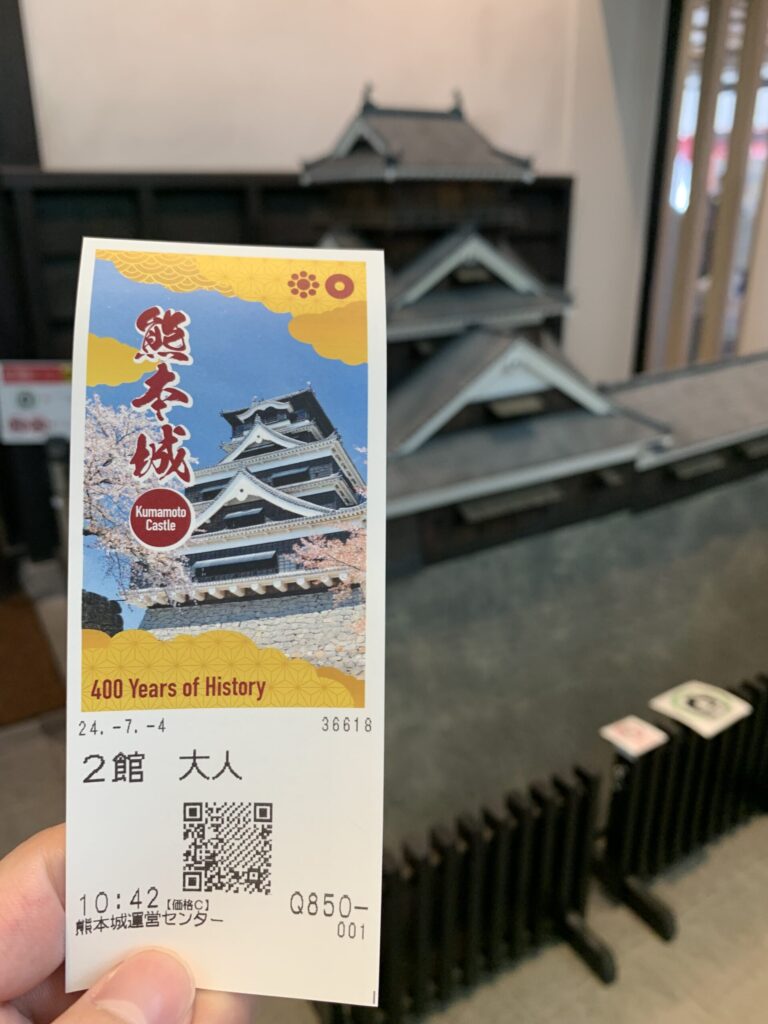 熊本城
Kumamoto
Castle
400 Years of History
24.-7.-4 36618
2館 大人
10:42 【価格C】 Q850-
熊本城運営センター 001